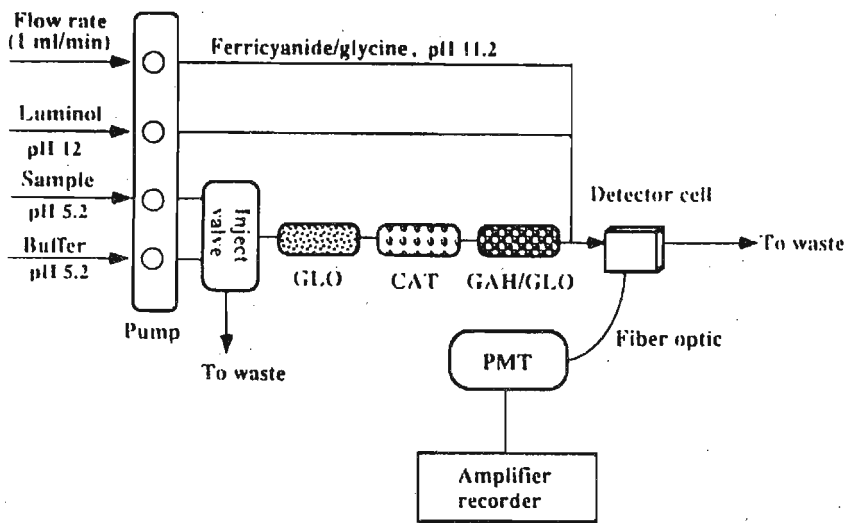 Flow rate
(1 ml/min)
Ferricyanide/glycine, pH 11.2
Luminol
pH 12
Sample
pH 5.2
Buffer
pH 5.2
Pump
Inject
valve
To waste
GLO
CAT
GAH/GLO
Detector cell
To waste
Fiber optic
PMT
Amplifier
recorder